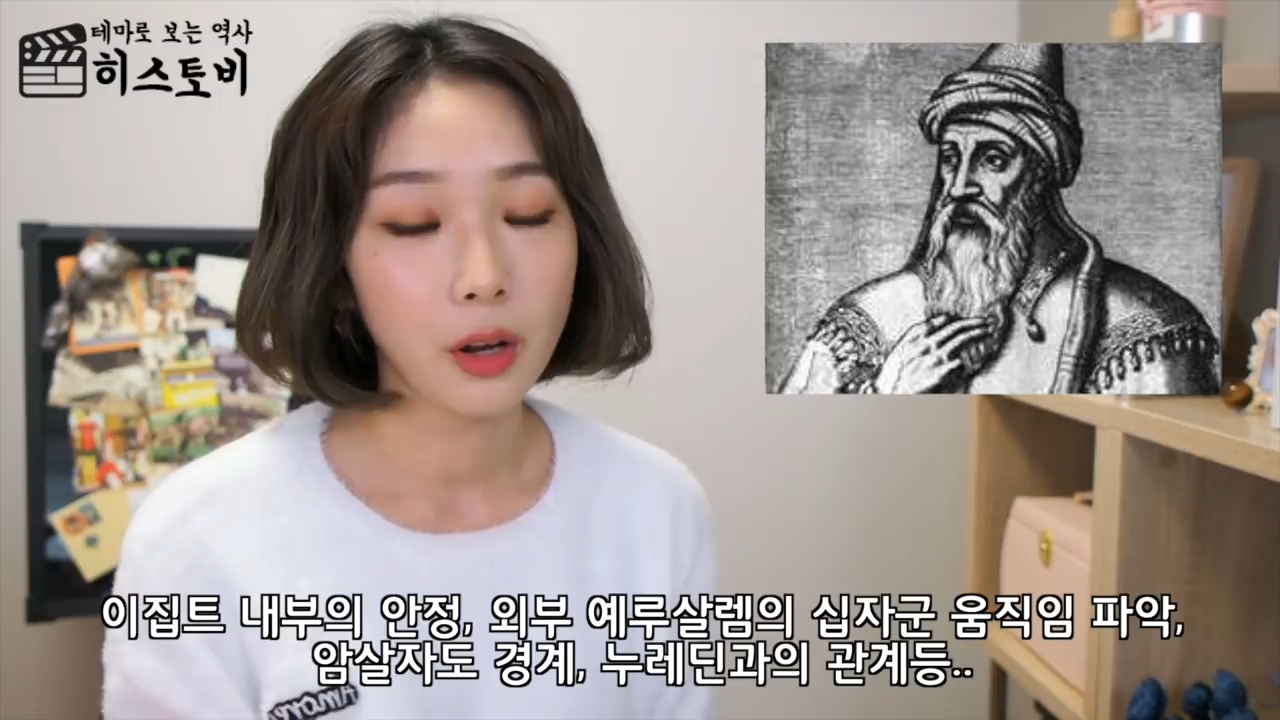 테마로 보는 역사
히스토비
이집트 내부의 안정, 외부 예루살렘의 십자군 움직임 파악,
암살자도 경계, 누레딘과의 관계등..